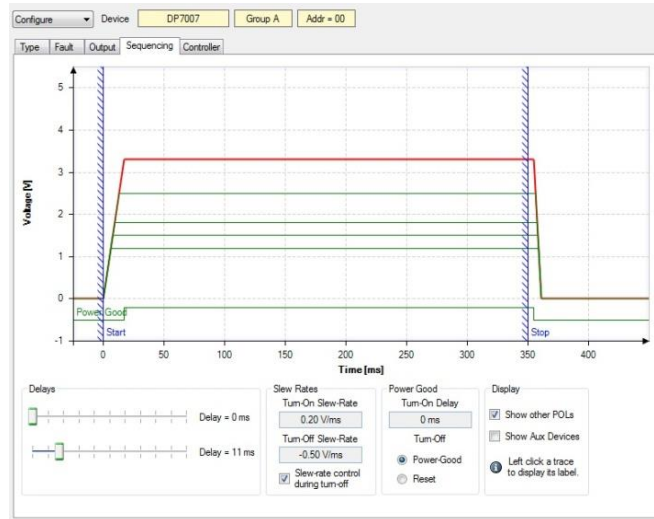 Configure Device DP7007 Group A Addr = 00
Type Fault Output Sequencing Controller
5
4
3
2
1
0
-1
Voltage [V]
Power Good
Start
Stop
0 50 100 150 200 250 300 350 400
Time [ms]
Delays
Delay = 0 ms
Delay = 11 ms
Slew Rates
Turn-On Slew-Rate
0.20 V/ms
Turn-Off Slew-Rate
-0.50 V/ms
Slew-rate control
during turn-off
Power Good
Turn-On Delay
0 ms
Turn-Off
Power-Good
Reset
Display
Show other POLs
Show Aux Devices
Left click a trace
to display its label.